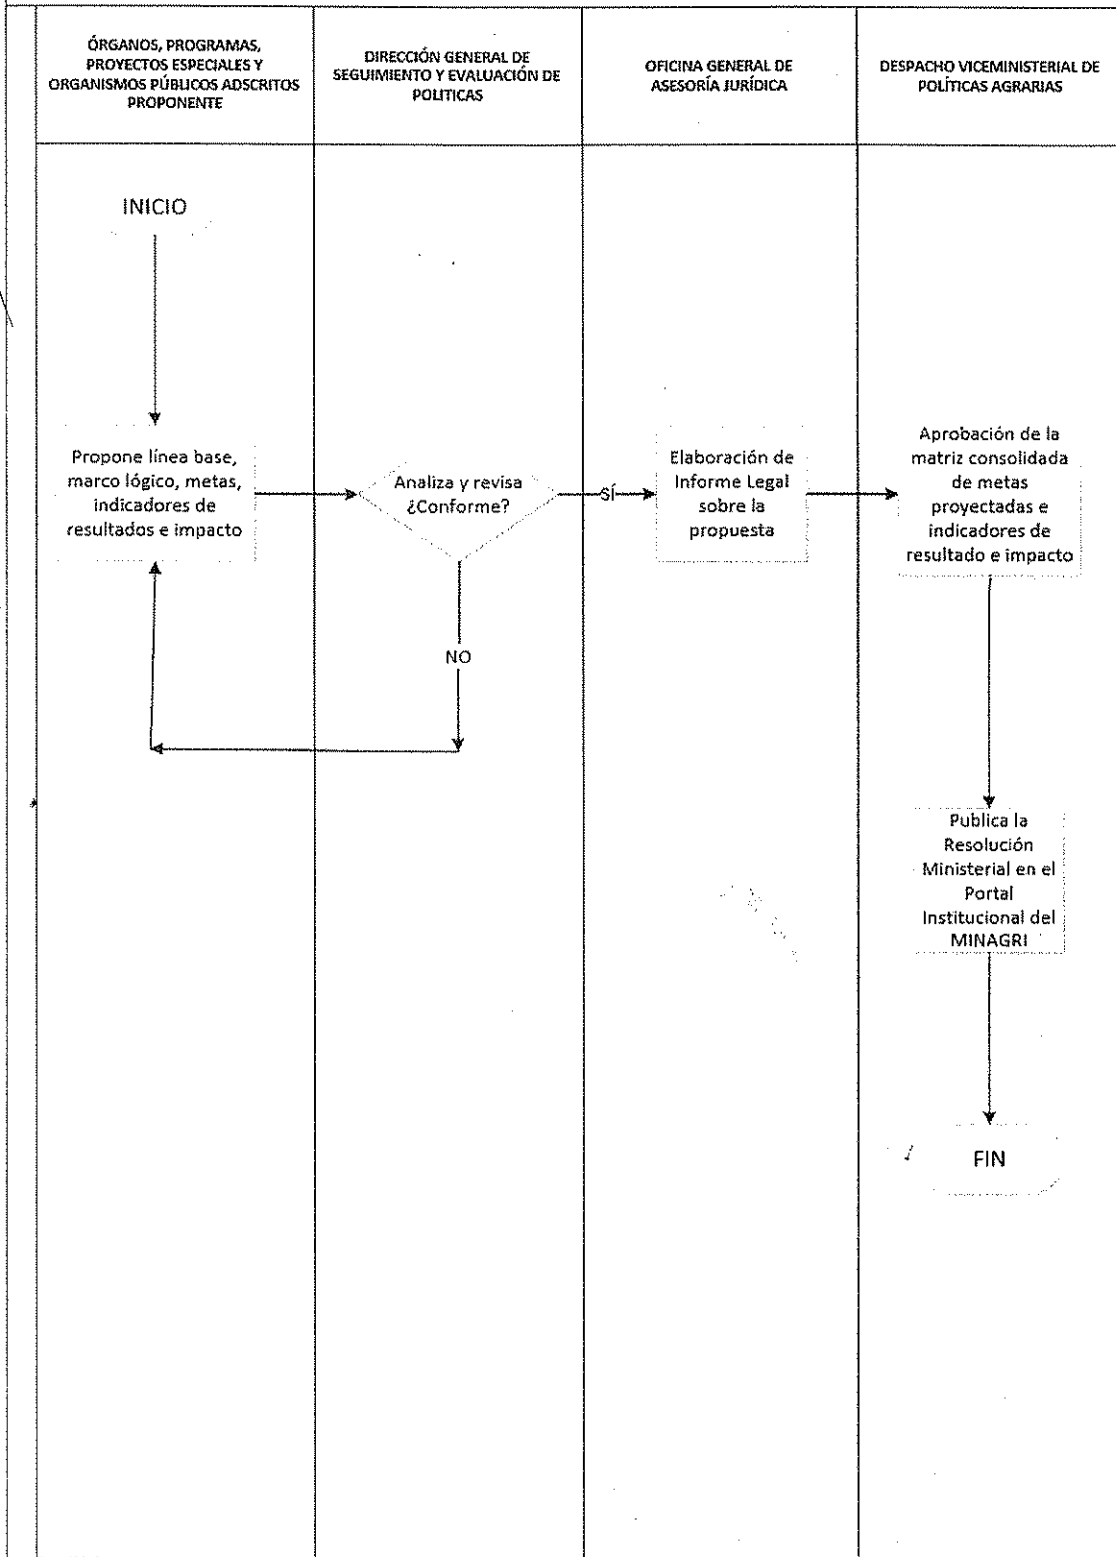 ÓRGANOS, PROGRAMAS,
PROYECTOS ESPECIALES Y
ORGANISMOS PÚBLICOS ADSCRITOS
PROPONENTE
DIRECCIÓN GENERAL DE
SEGUIMIENTO Y EVALUACIÓN DE
POLITICAS
OFICINA GENERAL DE
ASESORÍA JURÍDICA
DESPACHO VICEMINISTERIAL DE
POLÍTICAS AGRARIAS
INICIO
Propone línea base,
marco lógico, metas,
indicadores de
resultados e impacto
Analiza y revisa
¿Conforme?
SÍ
NO
Elaboración de
Informe Legal
sobre la
propuesta
Aprobación de la
matriz consolidada
de metas
proyectadas e
indicadores de
resultado e impacto
Publica la
Resolución
Ministerial en el
Portal
Institucional del
MINAGRI
FIN